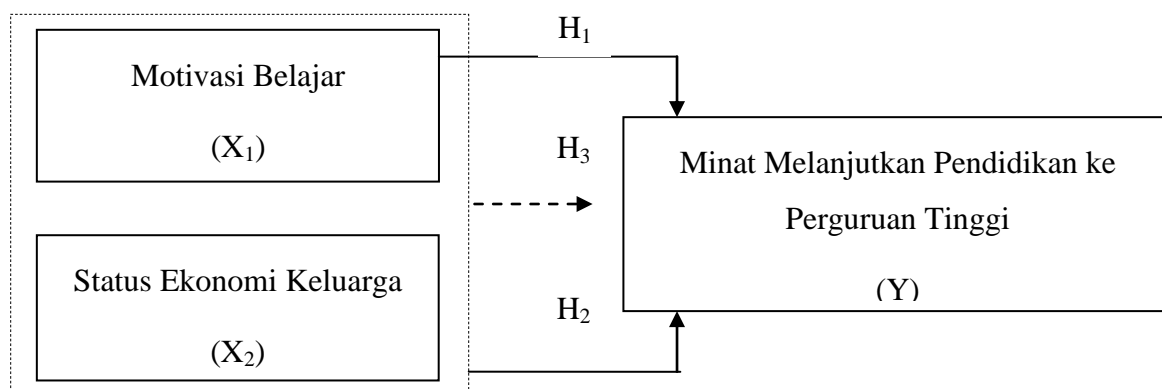 H₁
Motivasi Belajar
(X₁)
H₃
Minat Melanjutkan Pendidikan ke
Perguruan Tinggi
(Y)
Status Ekonomi Keluarga
(X₂)
H₂